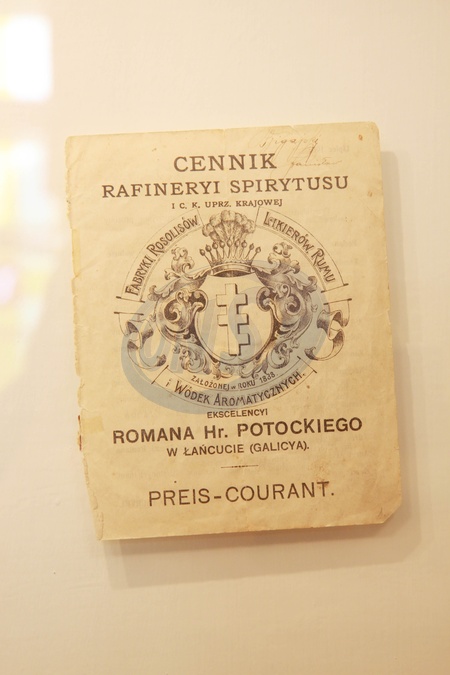 CENNIK
RAFINERYI SPIRYTUSU
I C. K. UPRZ. KRAJOWEJ
FABRYKI ROSOLISÓW LIKIERÓW RUMU
ZAŁOŻONEJ W ROKU 1833
i WÓDEK AROMATYCZNYCH.
EKSCELENCYI
ROMANA Hr. POTOCKIEGO
W ŁAŃCUCIE (GALICYA).
PREIS-COURANT.